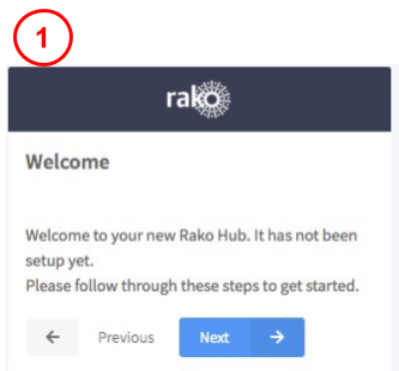 1
rako
Welcome
Welcome to your new Rako Hub. It has not been
setup yet.
Please follow through these steps to get started.
Previous
Next